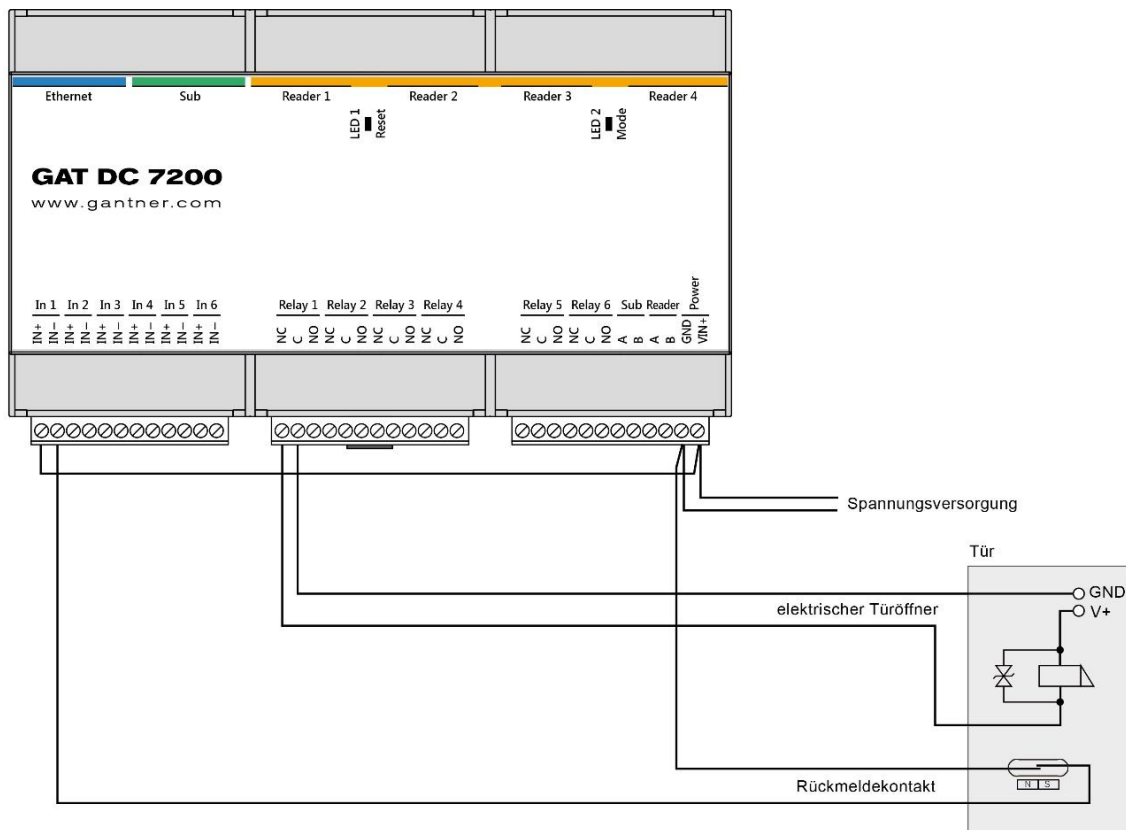 Ethernet Sub Reader 1 Reader 2 Reader 3 Reader 4
LED 1 Reset LED 2 Mode
GAT DC 7200
www.gantner.com
In 1 In 2 In 3 In 4 In 5 In 6 Relay 1 Relay 2 Relay 3 Relay 4 Relay 5 Relay 6 Sub Reader Power
IN+ IN− IN+ IN− IN+ IN− IN+ IN− IN+ IN− IN+ IN− NC C NO NC C NO NC C NO NC C NO NC C NO NC C NO A B A B GND VIN+
Spannungsversorgung
Tür
GND
elektrischer Türöffner V+
Rückmeldekontakt N S